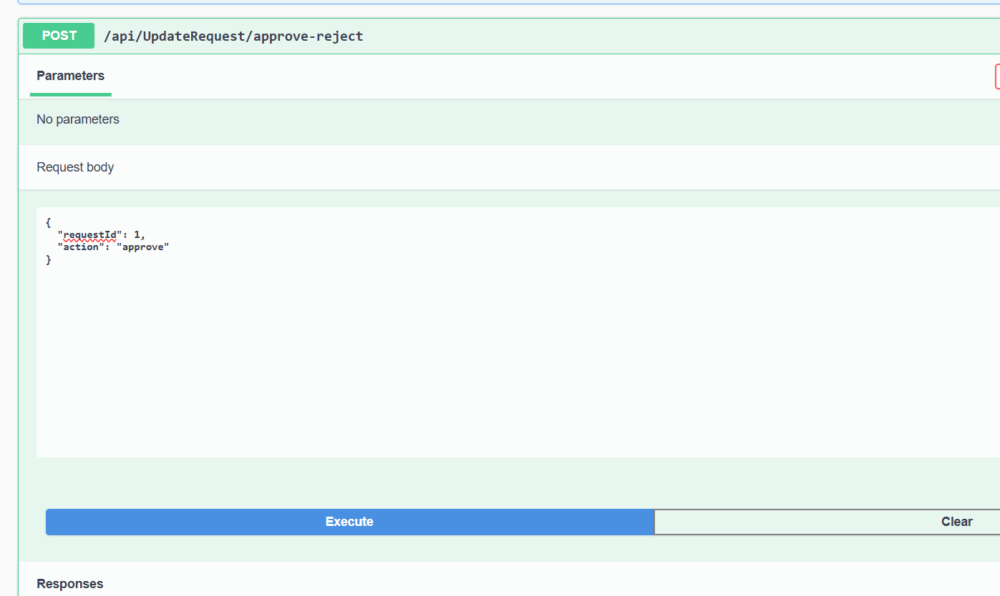 POST /api/UpdateRequest/approve-reject
Parameters
No parameters
Request body
{
  "requestId": 1,
  "action": "approve"
}
Execute Clear
Responses